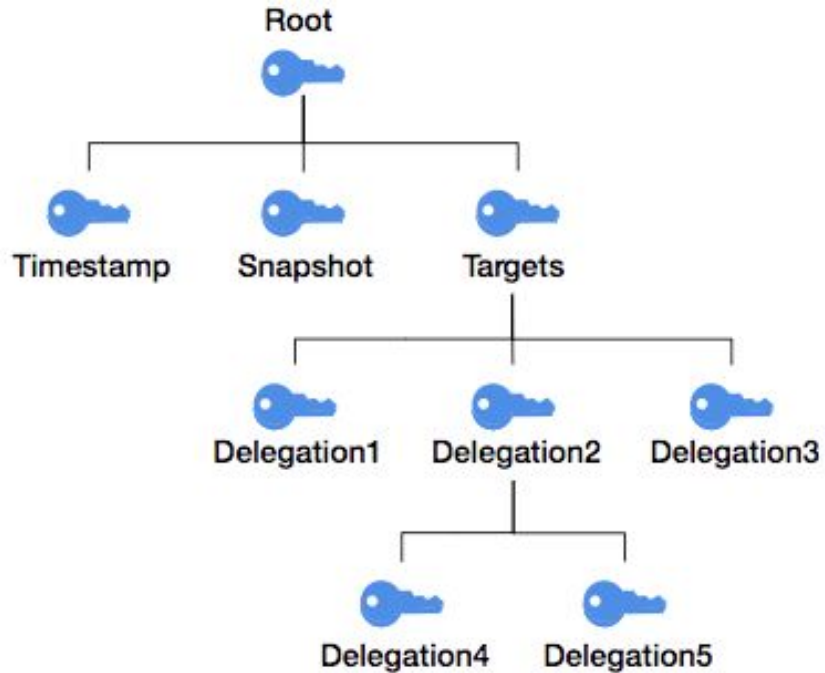 Root
Timestamp Snapshot Targets
Delegation1 Delegation2 Delegation3
Delegation4 Delegation5